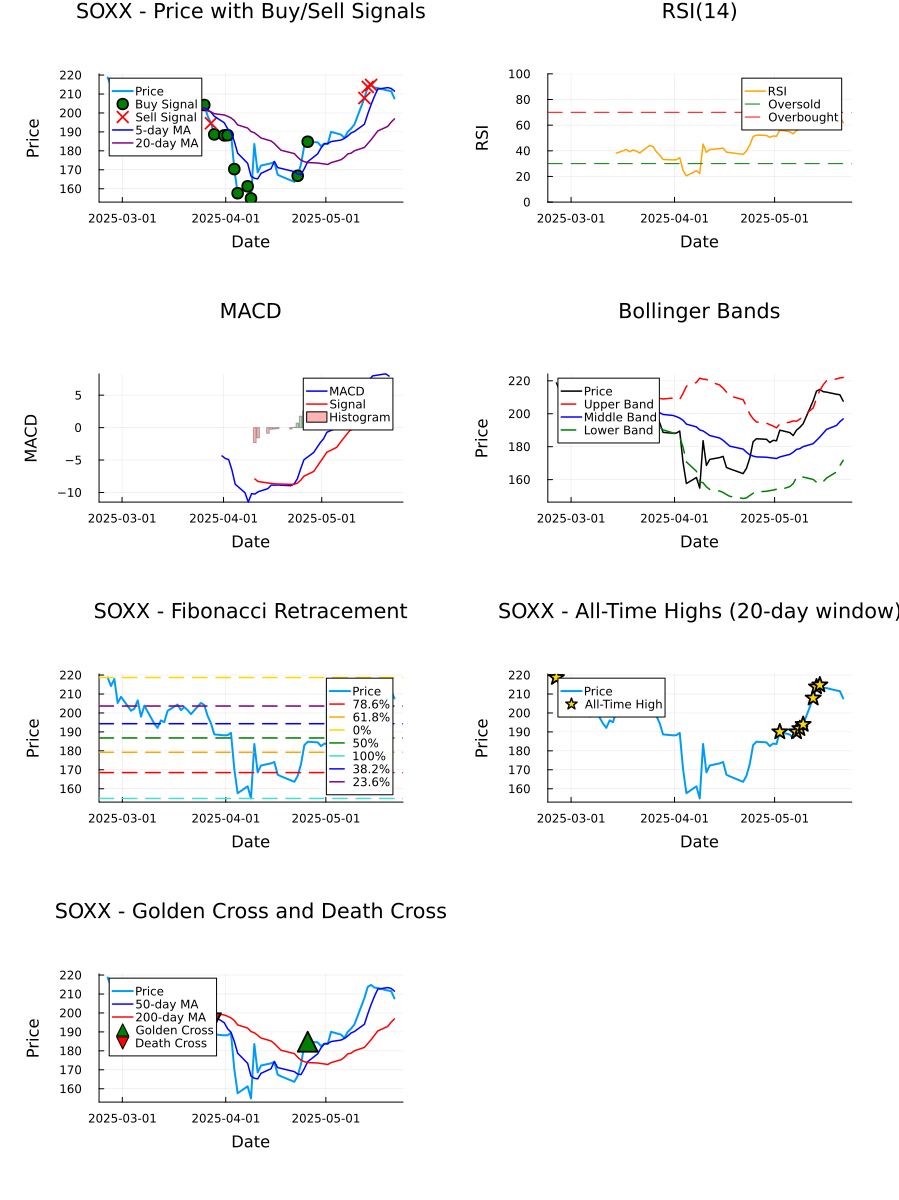 SOXX - Price with Buy/Sell Signals
Price
220
210
200
190
180
170
160
Price
Buy Signal
Sell Signal
5-day MA
20-day MA
2025-03-01
2025-04-01
2025-05-01
Date
RSI(14)
RSI
100
80
60
40
20
0
RSI
Oversold
Overbought
2025-03-01
2025-04-01
2025-05-01
Date
MACD
MACD
5
0
−5
−10
MACD
Signal
Histogram
2025-03-01
2025-04-01
2025-05-01
Date
Bollinger Bands
Price
220
200
180
160
Price
Upper Band
Middle Band
Lower Band
2025-03-01
2025-04-01
2025-05-01
Date
SOXX - Fibonacci Retracement
Price
220
210
200
190
180
170
160
Price
78.6%
61.8%
0%
50%
100%
38.2%
23.6%
2025-03-01
2025-04-01
2025-05-01
Date
SOXX - All-Time Highs (20-day window)
Price
220
210
200
190
180
170
160
Price
All-Time High
2025-03-01
2025-04-01
2025-05-01
Date
SOXX - Golden Cross and Death Cross
Price
220
210
200
190
180
170
160
Price
50-day MA
200-day MA
Golden Cross
Death Cross
2025-03-01
2025-04-01
2025-05-01
Date